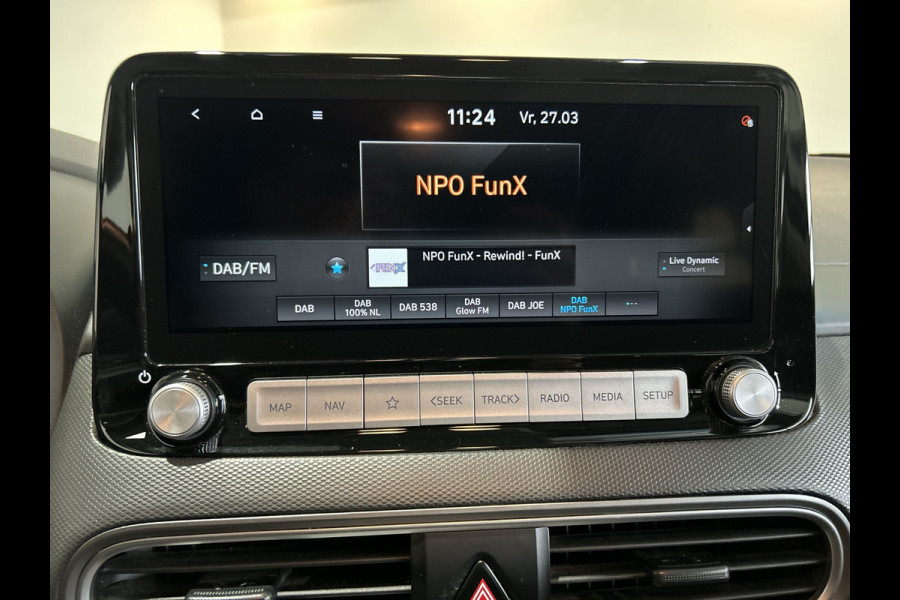 11:24 Vr, 27.03
NPO FunX
DAB/FM
FUNX
NPO FunX - Rewind! - FunX
Live Dynamic
Concert
DAB
DAB
100% NL
DAB 538
DAB
Glow FM
DAB JOE
DAB
NPO FunX
---
MAP
NAV
<SEEK
TRACK>
RADIO
MEDIA
SETUP